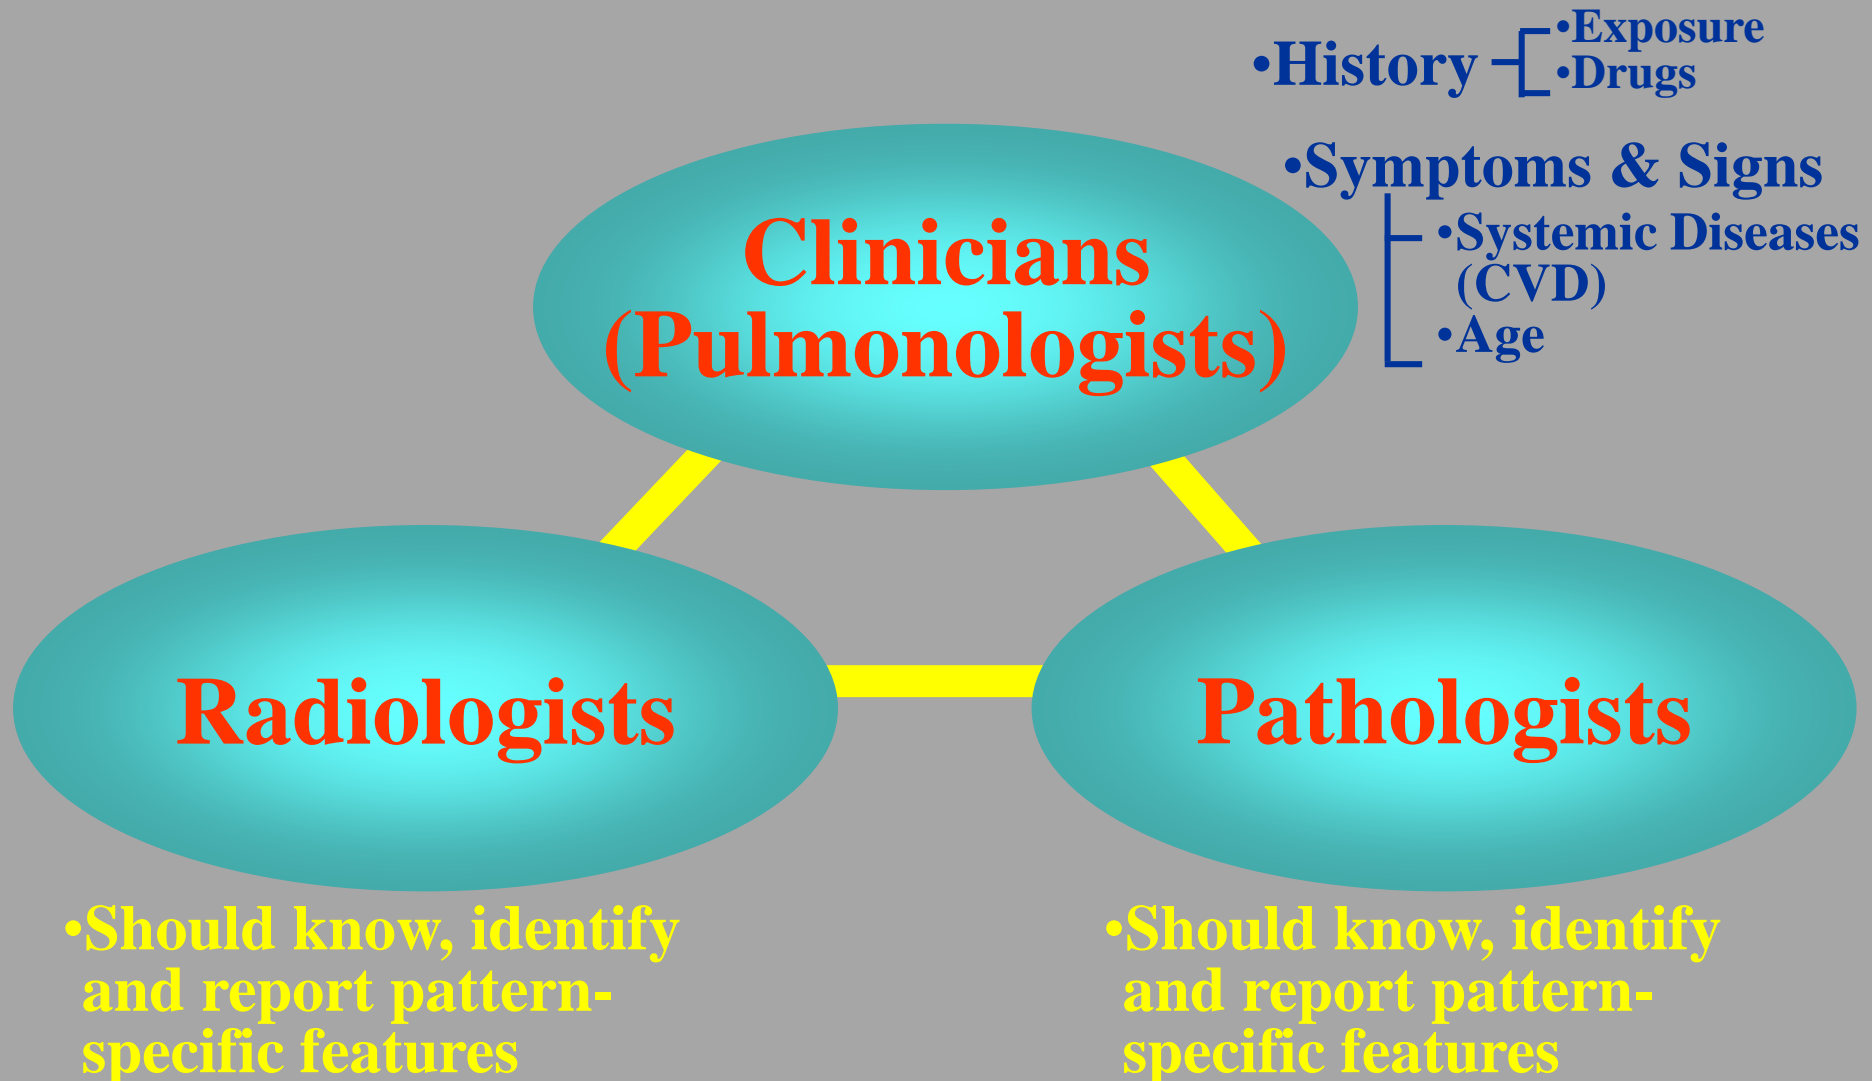 •History
•Exposure
•Drugs
•Symptoms & Signs
•Systemic Diseases
(CVD)
•Age
Clinicians
(Pulmonologists)
Radiologists
Pathologists
•Should know, identify
and report pattern-
specific features
•Should know, identify
and report pattern-
specific features